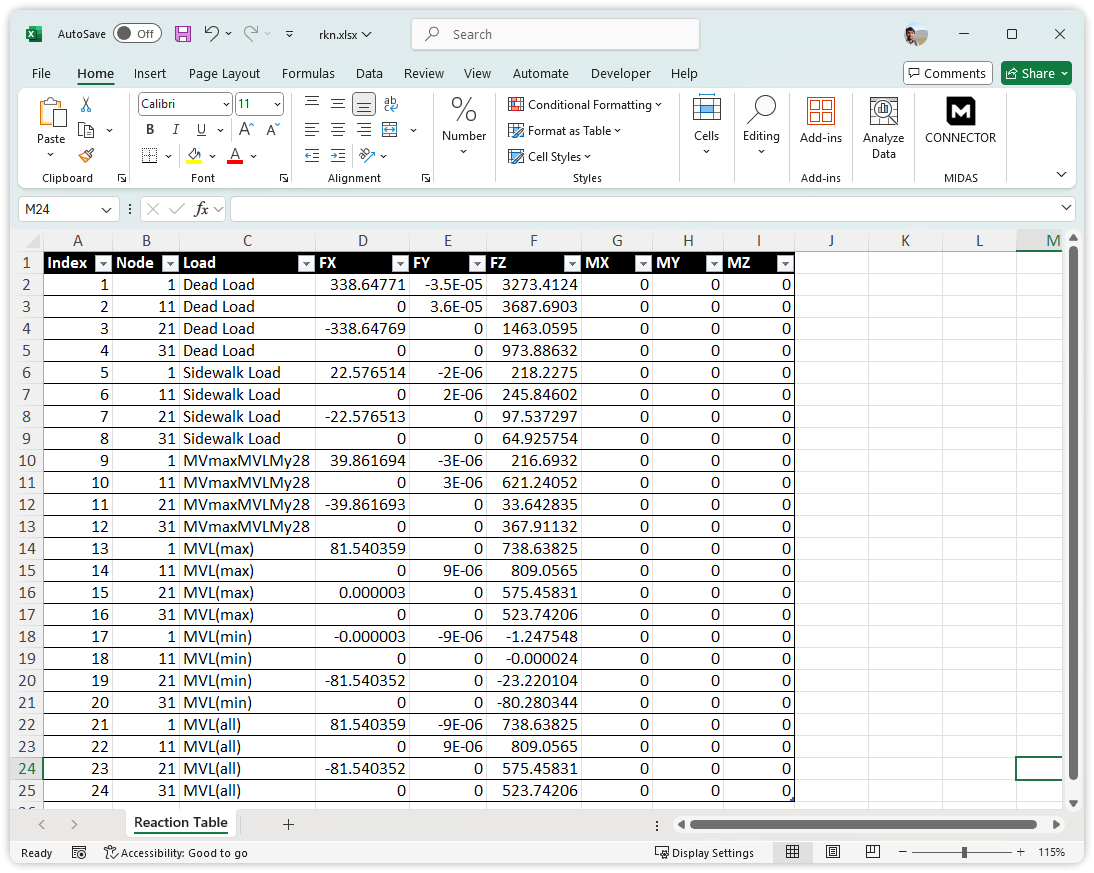 AutoSave Off rkn.xlsx Search
File Home Insert Page Layout Formulas Data Review View Automate Developer Help Comments Share
Paste Calibri 11 ab Number Conditional Formatting Cells Editing Add-ins Analyze Data CONNECTOR
B I U A A Format as Table
A Cell Styles
Clipboard Font Alignment Styles Add-ins MIDAS
M24 fx
A B C D E F G H I J K L M
1 Index Node Load FX FY FZ MX MY MZ
2 1 1 Dead Load 338.64771 -3.5E-05 3273.4124 0 0 0
3 2 11 Dead Load 0 3.6E-05 3687.6903 0 0 0
4 3 21 Dead Load -338.64769 0 1463.0595 0 0 0
5 4 31 Dead Load 0 0 973.88632 0 0 0
6 5 1 Sidewalk Load 22.576514 -2E-06 218.2275 0 0 0
7 6 11 Sidewalk Load 0 2E-06 245.84602 0 0 0
8 7 21 Sidewalk Load -22.576513 0 97.537297 0 0 0
9 8 31 Sidewalk Load 0 0 64.925754 0 0 0
10 9 1 MVmaxMVLMy28 39.861694 -3E-06 216.6932 0 0 0
11 10 11 MVmaxMVLMy28 0 3E-06 621.24052 0 0 0
12 11 21 MVmaxMVLMy28 -39.861693 0 33.642835 0 0 0
13 12 31 MVmaxMVLMy28 0 0 367.91132 0 0 0
14 13 1 MVL(max) 81.540359 0 738.63825 0 0 0
15 14 11 MVL(max) 0 9E-06 809.0565 0 0 0
16 15 21 MVL(max) 0.000003 0 575.45831 0 0 0
17 16 31 MVL(max) 0 0 523.74206 0 0 0
18 17 1 MVL(min) -0.000003 -9E-06 -1.247548 0 0 0
19 18 11 MVL(min) 0 0 -0.000024 0 0 0
20 19 21 MVL(min) -81.540352 0 -23.220104 0 0 0
21 20 31 MVL(min) 0 0 -80.280344 0 0 0
22 21 1 MVL(all) 81.540359 -9E-06 738.63825 0 0 0
23 22 11 MVL(all) 0 9E-06 809.0565 0 0 0
24 23 21 MVL(all) -81.540352 0 575.45831 0 0 0
25 24 31 MVL(all) 0 0 523.74206 0 0 0
Reaction Table
Ready Accessibility: Good to go Display Settings 115%